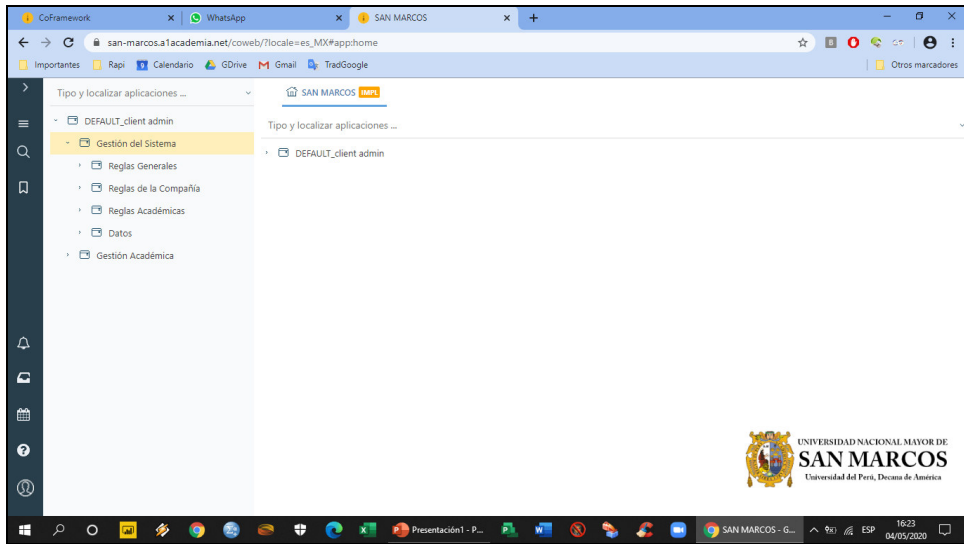 CoFramework
WhatsApp
SAN MARCOS
san-marcos.a1academia.net/coweb/?locale=es_MX#app:home
Importantes
Rapi
Calendario
GDrive
Gmail
TradGoogle
Otros marcadores
Tipo y localizar aplicaciones ...
DEFAULT_client admin
Gestión del Sistema
Reglas Generales
Reglas de la Compañía
Reglas Académicas
Datos
Gestión Académica
SAN MARCOS IMPL
Tipo y localizar aplicaciones ...
DEFAULT_client admin
UNIVERSIDAD NACIONAL MAYOR DE
SAN MARCOS
Universidad del Perú, Decana de América
Presentación1 - P...
SAN MARCOS - G...
ESP
16:23
04/05/2020